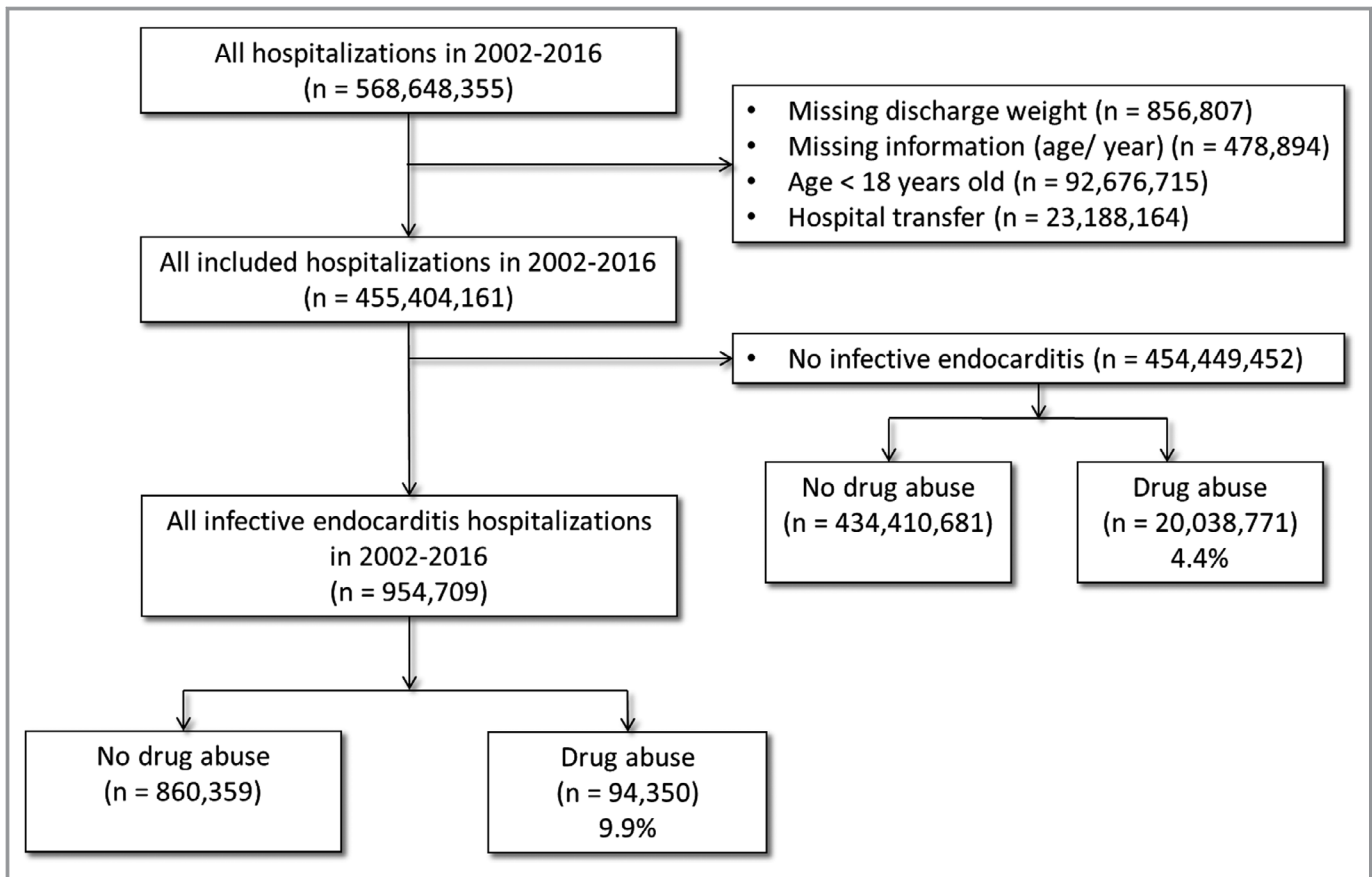 All hospitalizations in 2002-2016
(n = 568,648,355)
• Missing discharge weight (n = 856,807)
• Missing information (age/ year) (n = 478,894)
• Age < 18 years old (n = 92,676,715)
• Hospital transfer (n = 23,188,164)
All included hospitalizations in 2002-2016
(n = 455,404,161)
• No infective endocarditis (n = 454,449,452)
No drug abuse
(n = 434,410,681)
Drug abuse
(n = 20,038,771)
4.4%
All infective endocarditis hospitalizations
in 2002-2016
(n = 954,709)
No drug abuse
(n = 860,359)
Drug abuse
(n = 94,350)
9.9%